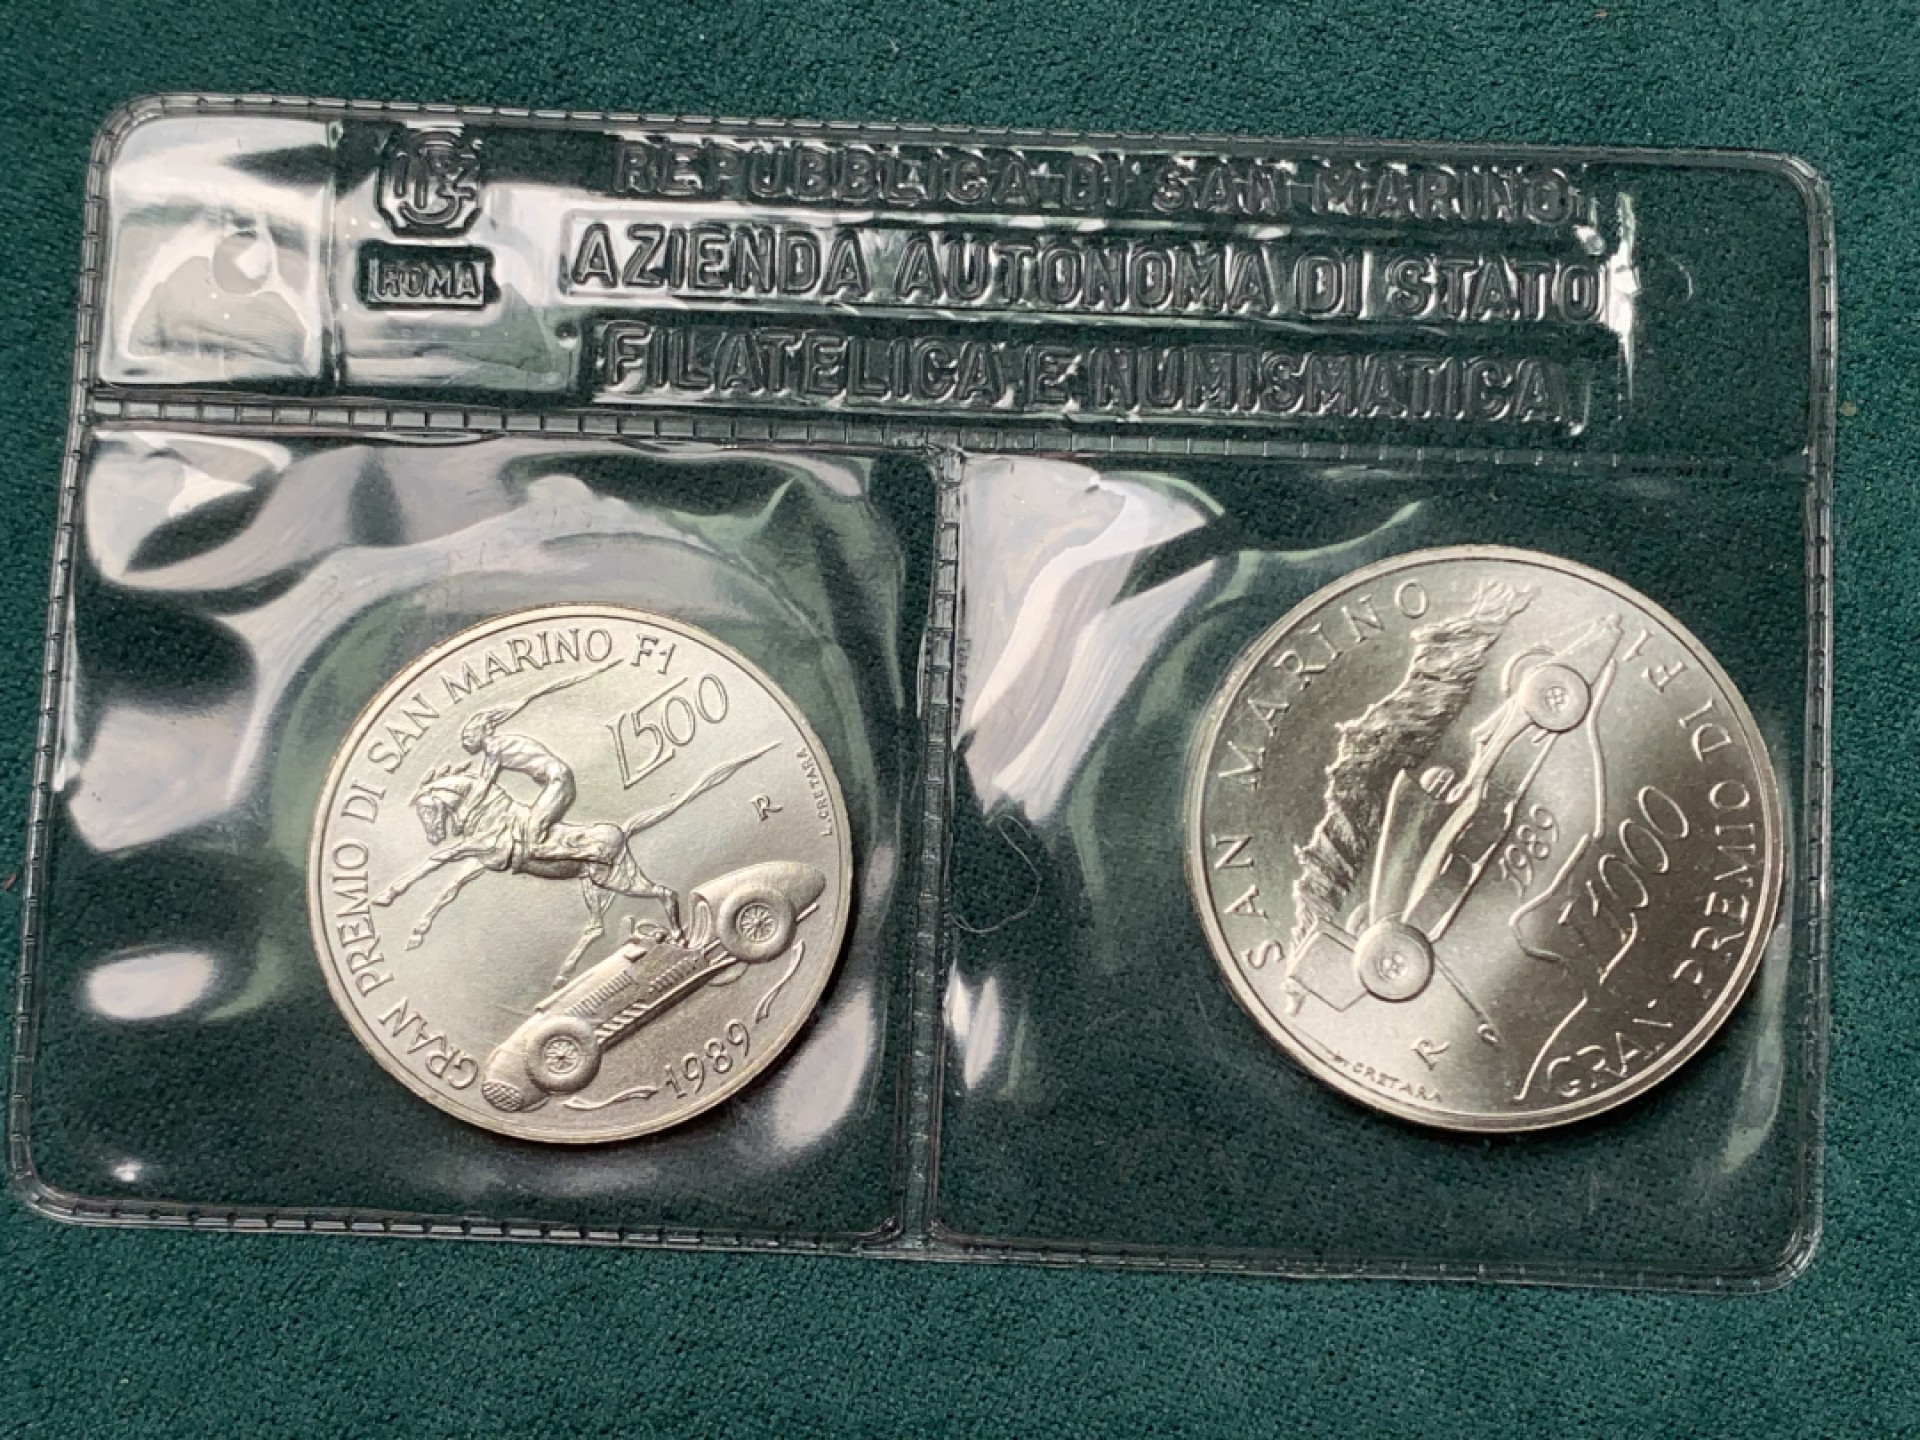 ROMA
REPUBBLICA DI SAN MARINO
AZIENDA AUTONOMA DI STATO
FILATELICA E NUMISMATICA
GRAN PREMIO DI SAN MARINO F1
L500
L.CRETARA
R
1989
SAN MARINO
GRAN PREMIO DI F1
1989
L1000
R
CRETARA